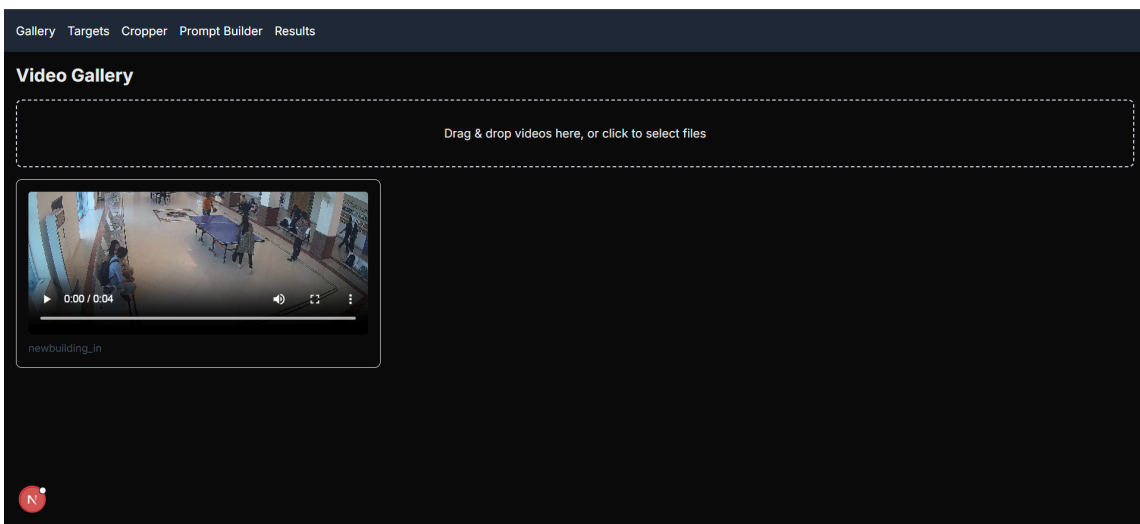 Gallery Targets Cropper Prompt Builder Results
Video Gallery
Drag & drop videos here, or click to select files
0:00 / 0:04
newbuilding_in
N